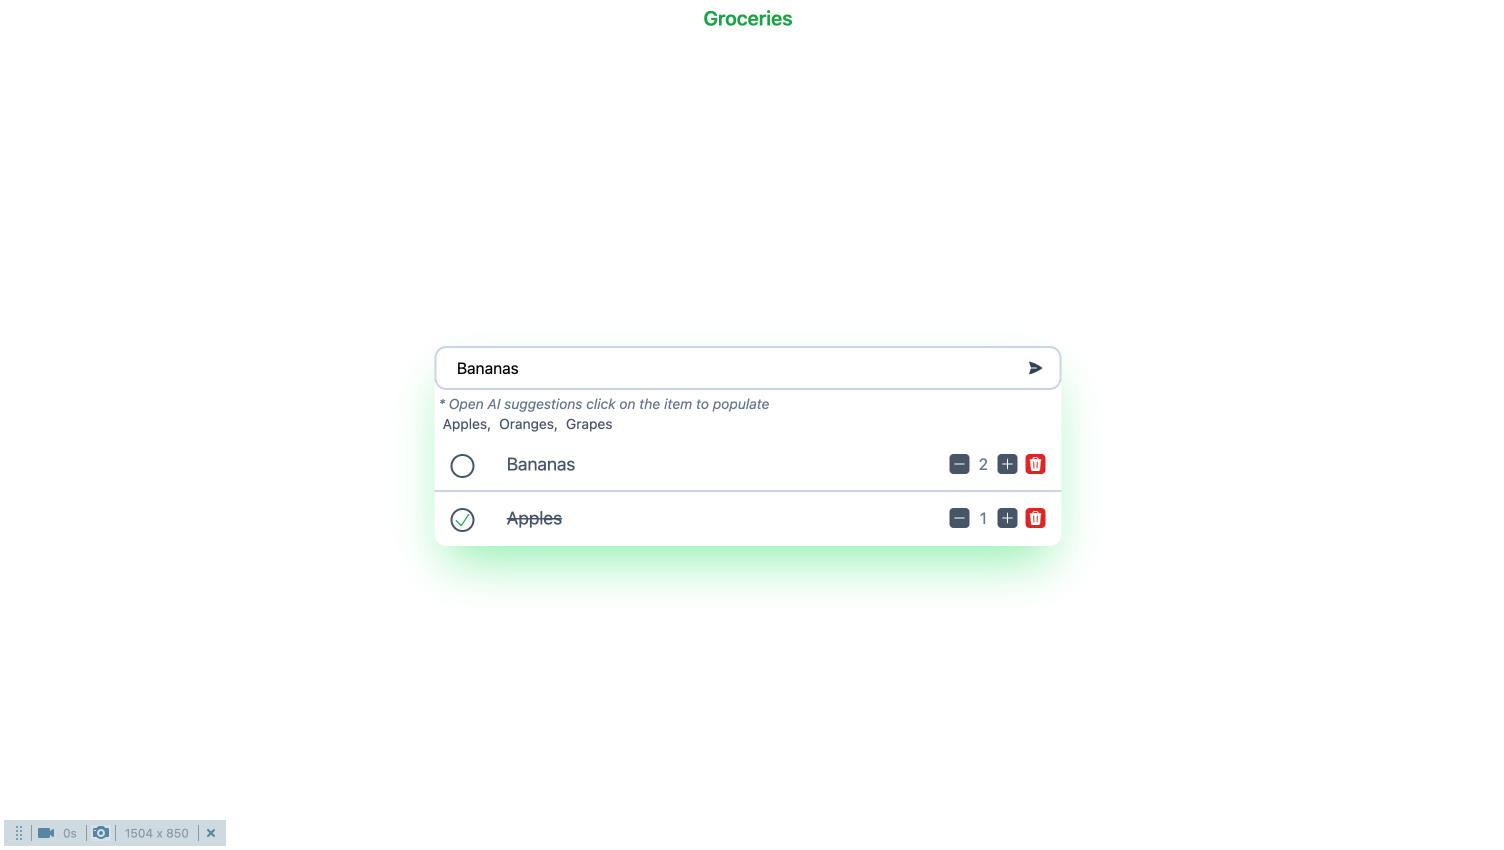 Groceries
Bananas
* Open AI suggestions click on the item to populate
Apples, Oranges, Grapes
Bananas 2
Apples 1
0s 1504 x 850